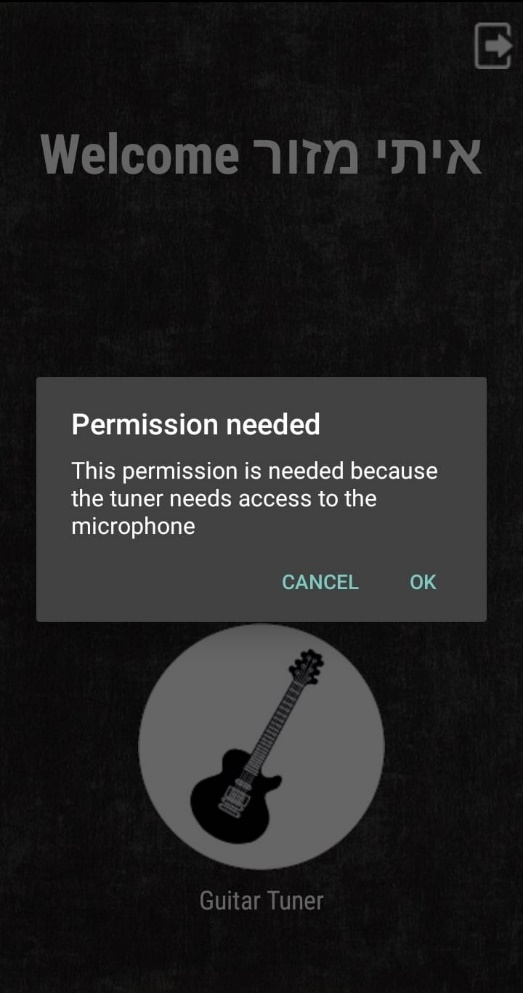 Welcome איתי מזור
Permission needed
This permission is needed because
the tuner needs access to the
microphone
CANCEL OK
Guitar Tuner